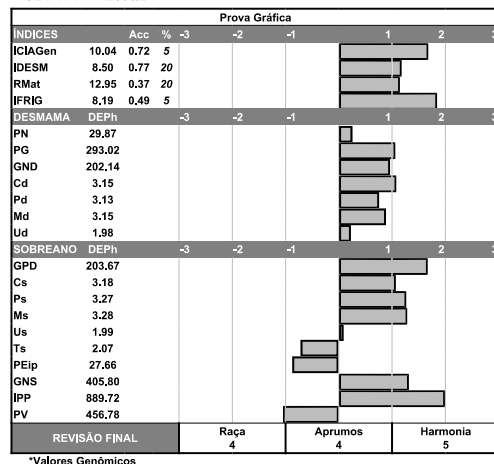 Prova Gráfica
ÍNDICES Acc % -3 -2 -1 1 2 3
ICIAGen 10.04 0.72 5
IDESM 8.50 0.77 20
RMat 12.95 0.37 20
IFRIG 8.19 0,49 5
DESMAMA DEPh -3 -2 -1 1 2 3
PN 29.87
PG 293.02
GND 202.14
Cd 3.15
Pd 3.13
Md 3.15
Ud 1.98
SOBREANO DEPh -3 -2 -1 1 2 3
GPD 203.67
Cs 3.18
Ps 3.27
Ms 3.28
Us 1.99
Ts 2.07
PEip 27.66
GNS 405.80
IPP 889.72
PV 456.78
REVISÃO FINAL Raça Aprumos Harmonia
4 4 5
*Valores Genômicos